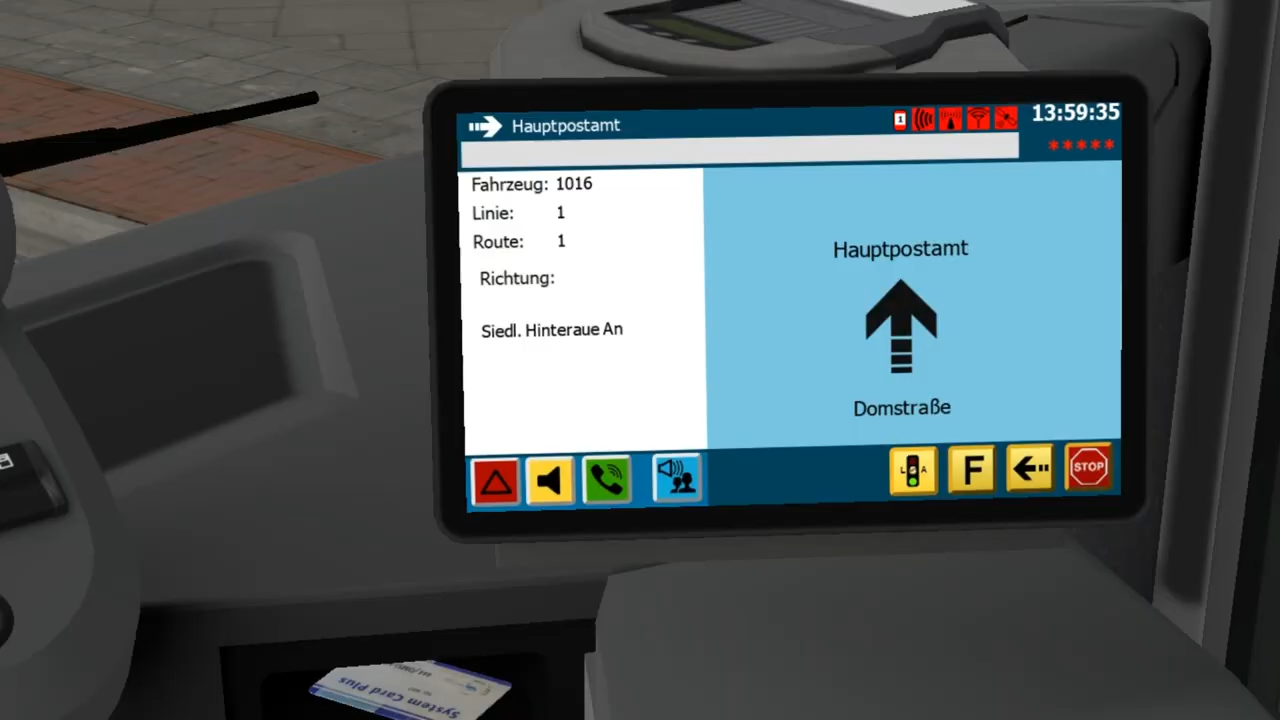 Hauptpostamt
1
13:59:35
*****
Fahrzeug: 1016
Linie: 1
Route: 1
Richtung:
Siedl. Hinteraue An
Hauptpostamt
Domstraße
L A
F
STOP
System Card Plus